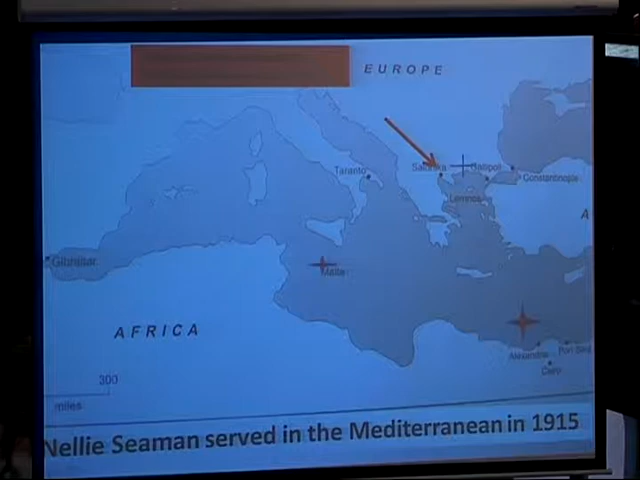 EUROPE
Taranto
Salonika
Gallipoli
Constantinople
Lemnos
A
Gibraltar
Malta
AFRICA
Alexandria
Port Said
Cairo
300
miles
Nellie Seaman served in the Mediterranean in 1915